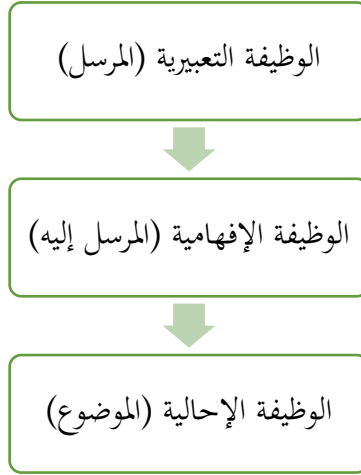 الوظيفة التعبيرية (المرسل)
الوظيفة الإفهامية (المرسل إليه)
الوظيفة الإحالية (الموضوع)